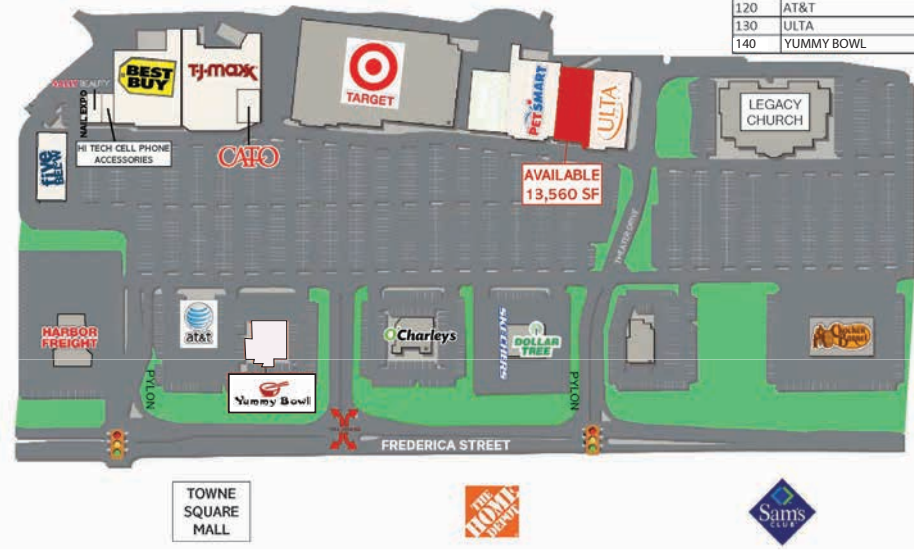 120 AT&T
130 ULTA
140 YUMMY BOWL
BEST
BUY
T·J·maxx
TARGET
PETSMART
ULTA
LEGACY
CHURCH
BEAUTY
NAIL EXPO
HI TECH CELL PHONE
ACCESSORIES
CATO
five
BEL°W
AVAILABLE
13,560 SF
THEATER DRIVE
HARBOR
FREIGHT
at&t
Charleys
SKECHERS
DOLLAR
TREE
Cracker
Barrel
PYLON
Yummy Bowl
PYLON
FREDERICA STREET
TOWNE
SQUARE
MALL
THE
HOME
DEPOT
Sam's
CLUB